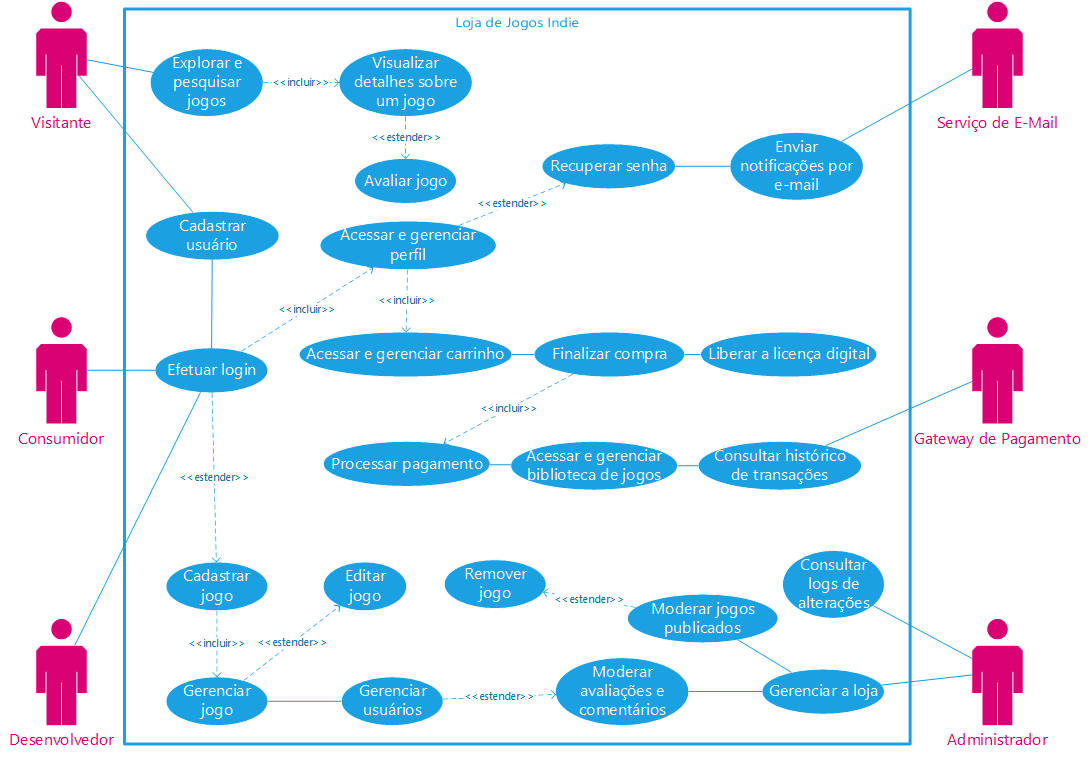 Loja de Jogos Indie
Visitante
Consumidor
Desenvolvedor
Serviço de E-Mail
Gateway de Pagamento
Administrador
Explorar e
pesquisar
jogos
<<incluir>>
Visualizar
detalhes sobre
um jogo
<<estender>>
Avaliar jogo
Recuperar senha
Enviar
notificações por
e-mail
<<estender>>
Cadastrar
usuário
Acessar e gerenciar
perfil
<<incluir>>
<<incluir>>
Efetuar login
Acessar e gerenciar carrinho
Finalizar compra
Liberar a licença digital
<<incluir>>
Processar pagamento
Acessar e gerenciar
biblioteca de jogos
Consultar histórico
de transações
<<estender>>
Cadastrar
jogo
Editar
jogo
Remover
jogo
Consultar
logs de
alterações
<<estender>>
Moderar jogos
publicados
<<incluir>>
<<estender>>
Gerenciar
jogo
Gerenciar
usuários
<<estender>>
Moderar
avaliações e
comentários
Gerenciar a loja